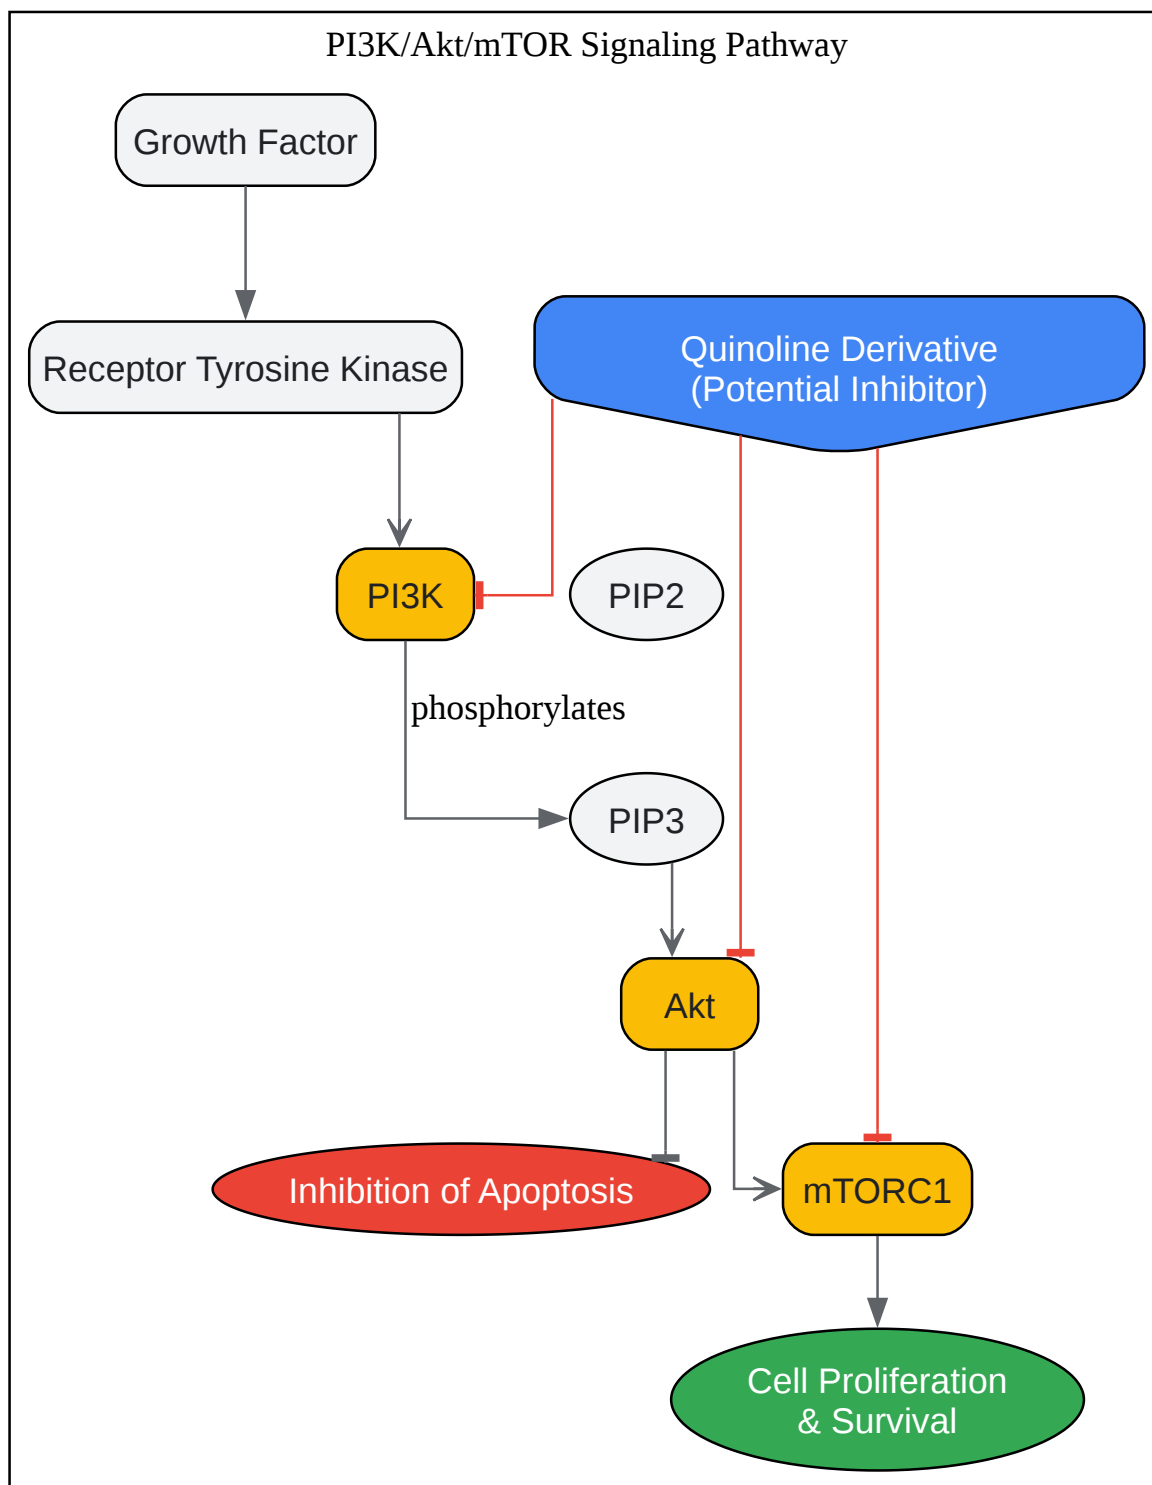 PI3K/Akt/mTOR Signaling Pathway
Growth Factor
Receptor Tyrosine Kinase
Quinoline Derivative
(Potential Inhibitor)
PI3K
PIP2
phosphorylates
PIP3
Akt
Inhibition of Apoptosis
mTORC1
Cell Proliferation
& Survival